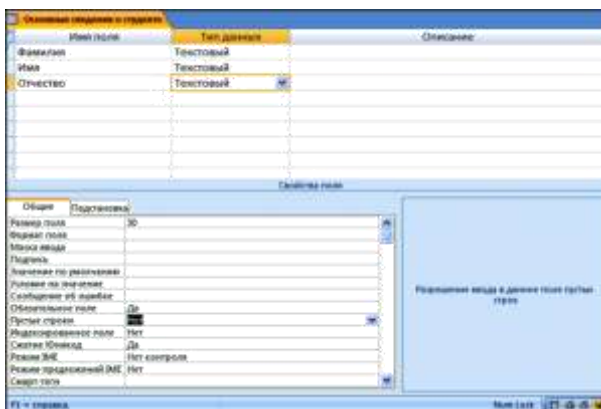 Основные сведения о студенте
Имя поля Тип данных Описание
Фамилия Текстовый
Имя Текстовый
Отчество Текстовый
Свойства поля
Общие Подстановка
Размер поля 30
Формат поля
Маска ввода
Подпись
Значение по умолчанию
Условие на значение
Сообщение об ошибке
Обязательное поле Да
Пустые строки
Индексированное поле Нет
Сжатие Юникод Да
Режим IME Нет контроля
Режим предложений IME Нет
Смарт-теги
Разрешение ввода в данное поле пустых
строк
F1 = справка. Num Lock